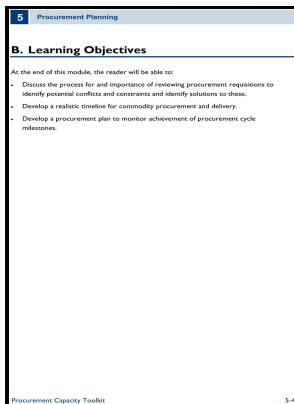 5 Procurement Planning
B. Learning Objectives
At the end of this module, the reader will be able to:
• Discuss the process for and importance of reviewing procurement requisitions to
identify potential conflicts and constraints and identify solutions to these.
• Develop a realistic timeline for commodity procurement and delivery.
• Develop a procurement plan to monitor achievement of procurement cycle
milestones.
Procurement Capacity Toolkit 5-4